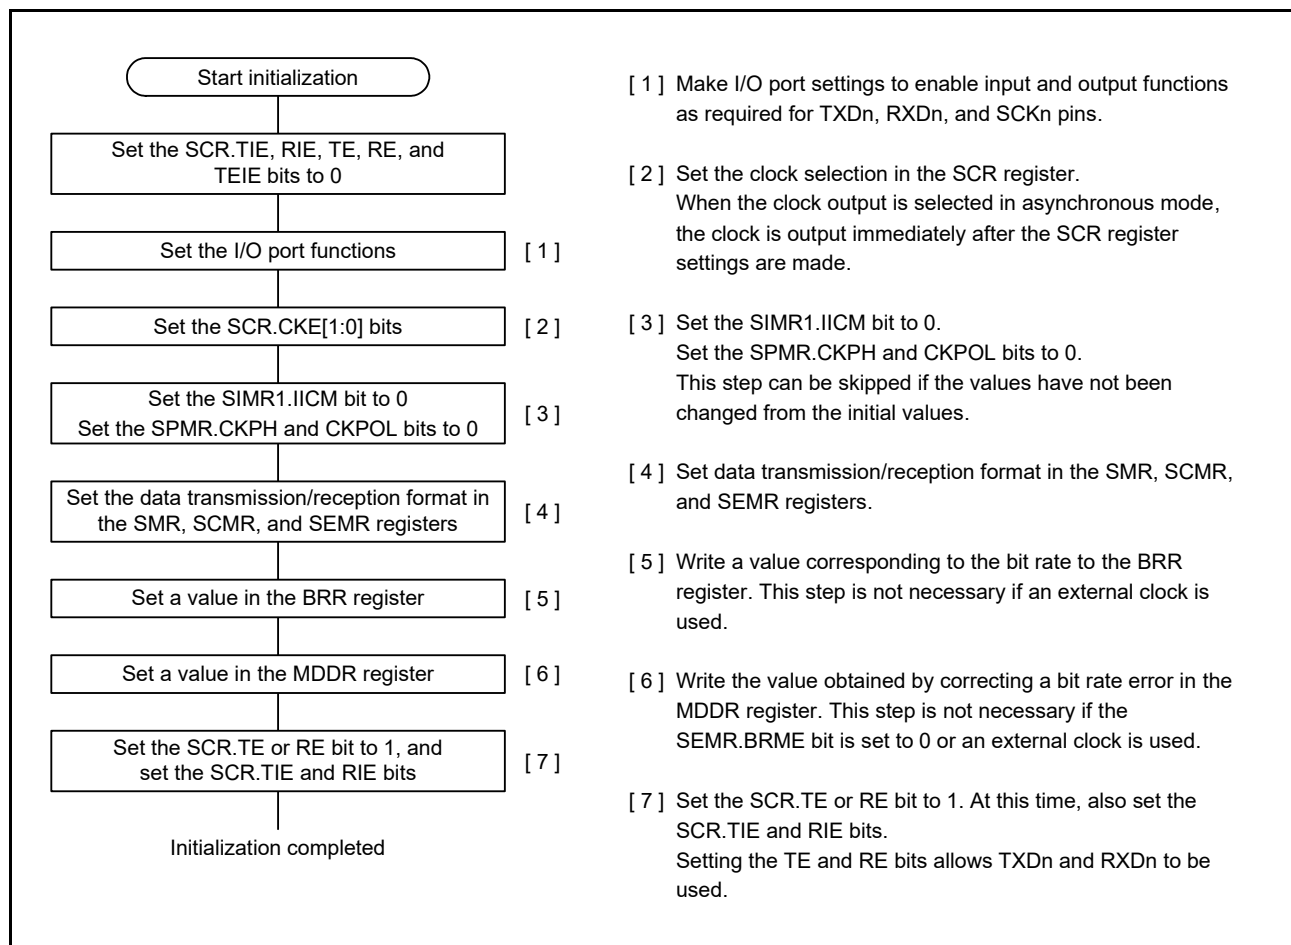 Start initialization
Set the SCR.TIE, RIE, TE, RE, and
TEIE bits to 0
Set the I/O port functions
[ 1 ]
Set the SCR.CKE[1:0] bits
[ 2 ]
Set the SIMR1.IICM bit to 0
Set the SPMR.CKPH and CKPOL bits to 0
[ 3 ]
Set the data transmission/reception format in
the SMR, SCMR, and SEMR registers
[ 4 ]
Set a value in the BRR register
[ 5 ]
Set a value in the MDDR register
[ 6 ]
Set the SCR.TE or RE bit to 1, and
set the SCR.TIE and RIE bits
[ 7 ]
Initialization completed
[ 1 ] Make I/O port settings to enable input and output functions
as required for TXDn, RXDn, and SCKn pins.
[ 2 ] Set the clock selection in the SCR register.
When the clock output is selected in asynchronous mode,
the clock is output immediately after the SCR register
settings are made.
[ 3 ] Set the SIMR1.IICM bit to 0.
Set the SPMR.CKPH and CKPOL bits to 0.
This step can be skipped if the values have not been
changed from the initial values.
[ 4 ] Set data transmission/reception format in the SMR, SCMR,
and SEMR registers.
[ 5 ] Write a value corresponding to the bit rate to the BRR
register. This step is not necessary if an external clock is
used.
[ 6 ] Write the value obtained by correcting a bit rate error in the
MDDR register. This step is not necessary if the
SEMR.BRME bit is set to 0 or an external clock is used.
[ 7 ] Set the SCR.TE or RE bit to 1. At this time, also set the
SCR.TIE and RIE bits.
Setting the TE and RE bits allows TXDn and RXDn to be
used.